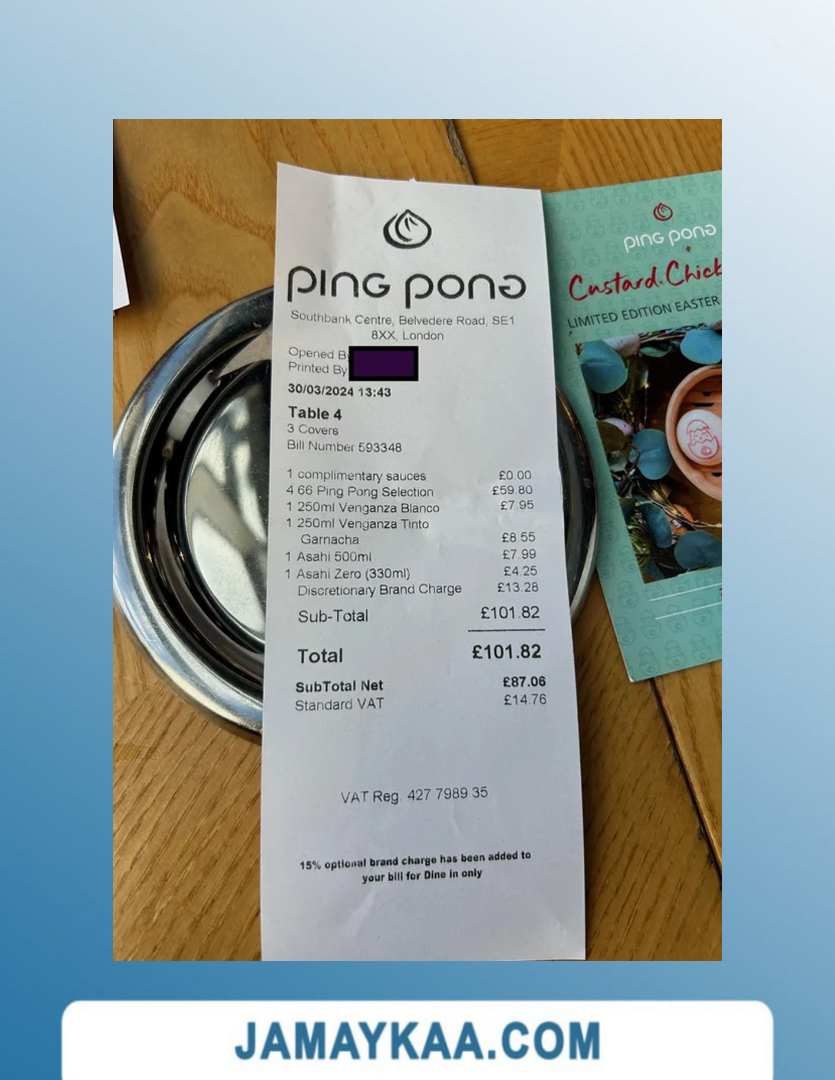 ping pong
Southbank Centre, Belvedere Road, SE1
8XX, London
Opened
Printed By
30/03/2024 13:43
Table 4
3 Covers
Bill Number 593348
1 complimentary sauces £0.00
4 66 Ping Pong Selection £59.80
1 250ml Venganza Blanco £7.95
1 250ml Venganza Tinto
Garnacha £8.55
1 Asahi 500ml £7.99
1 Asahi Zero (330ml) £4.25
Discretionary Brand Charge £13.28
Sub-Total £101.82
Total £101.82
SubTotal Net £87.06
Standard VAT £14.76
VAT Reg. 427 7989 35
15% optional brand charge has been added to
your bill for Dine in only
ping pong
Custard
LIMITED EDITION EASTER
JAMAYKAA.COM